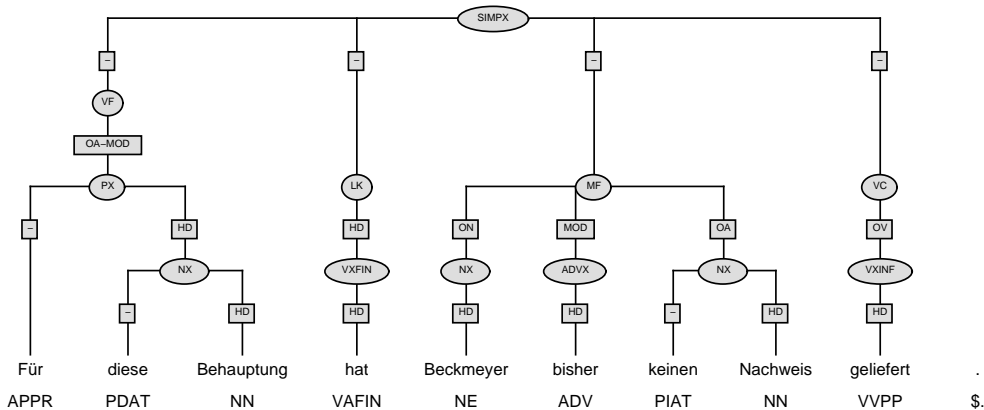 SIMPX
– – – –
VF
OA–MOD
PX LK MF VC
– HD HD ON MOD OA OV
NX VXFIN NX ADVX NX VXINF
– HD HD HD HD – HD HD
Für diese Behauptung hat Beckmeyer bisher keinen Nachweis geliefert .
APPR PDAT NN VAFIN NE ADV PIAT NN VVPP $.